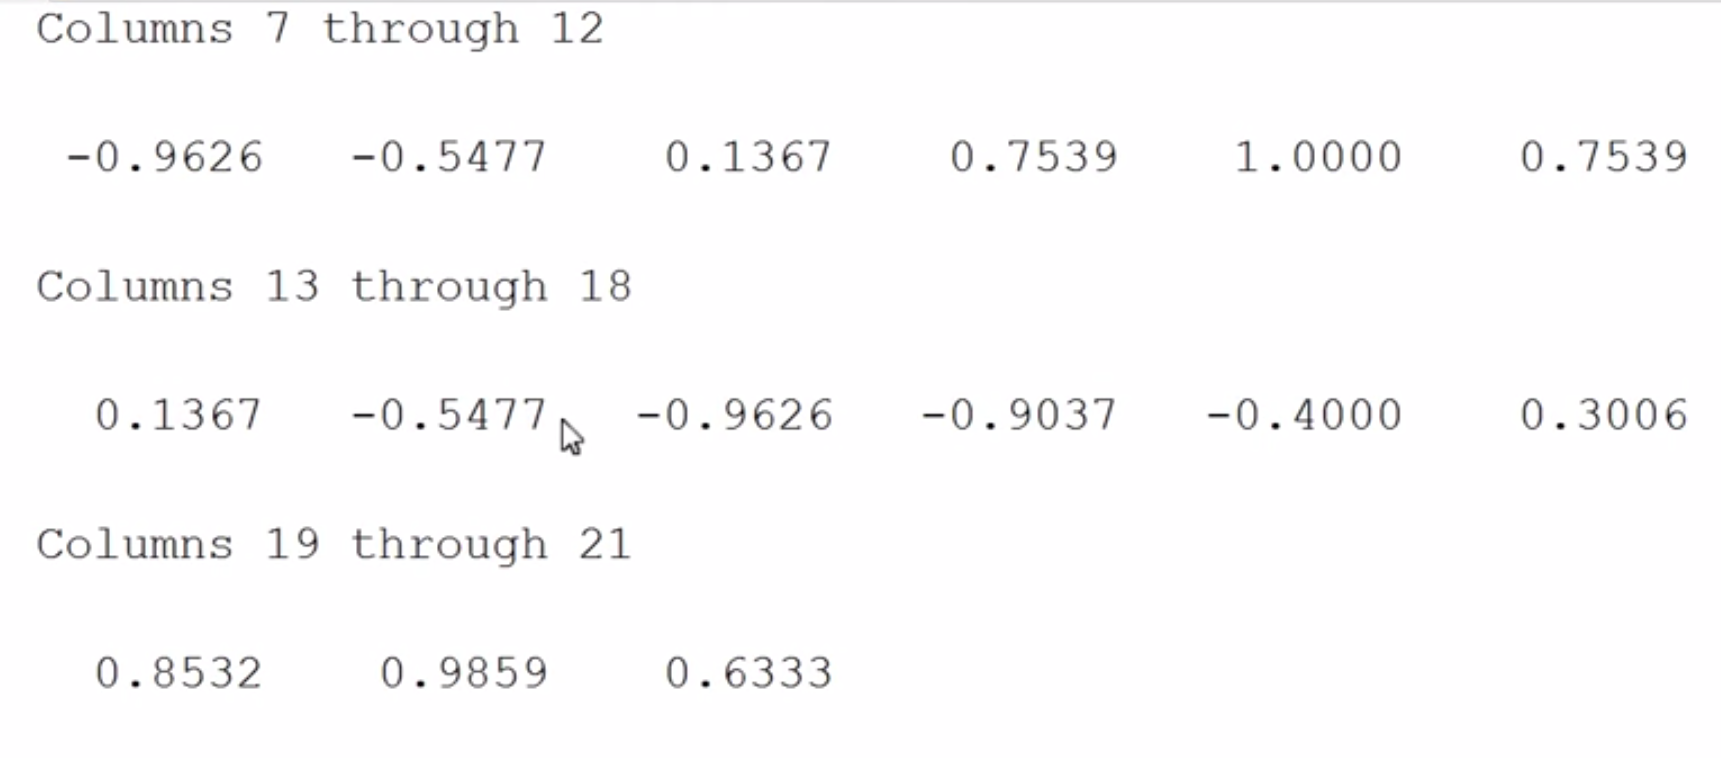 Columns 7 through 12
-0.9626 -0.5477 0.1367 0.7539 1.0000 0.7539
Columns 13 through 18
0.1367 -0.5477 -0.9626 -0.9037 -0.4000 0.3006
Columns 19 through 21
0.8532 0.9859 0.6333